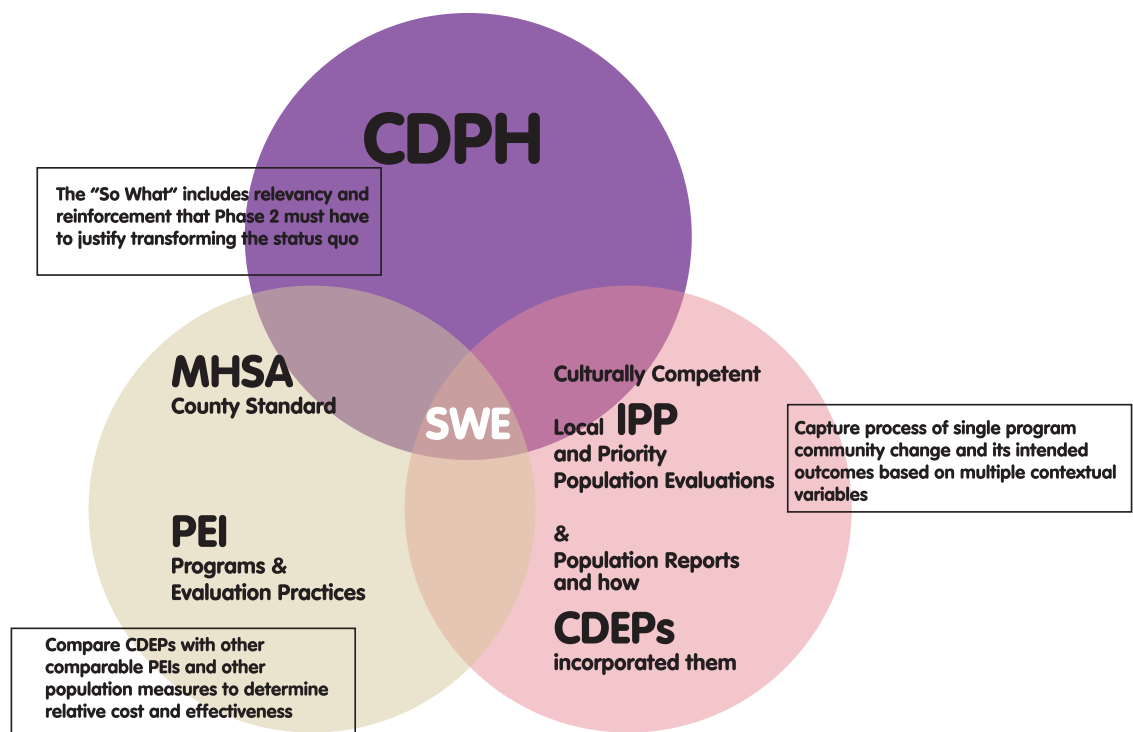 CDPH
The "So What" includes relevancy and
reinforcement that Phase 2 must have
to justify transforming the status quo
MHSA
County Standard
SWE
Culturally Competent
Local IPP
and Priority
Population Evaluations
&
Population Reports
and how
CDEPs
incorporated them
Capture process of single program
community change and its intended
outcomes based on multiple contextual
variables
PEI
Programs &
Evaluation Practices
Compare CDEPs with other
comparable PEIs and other
population measures to determine
relative cost and effectiveness